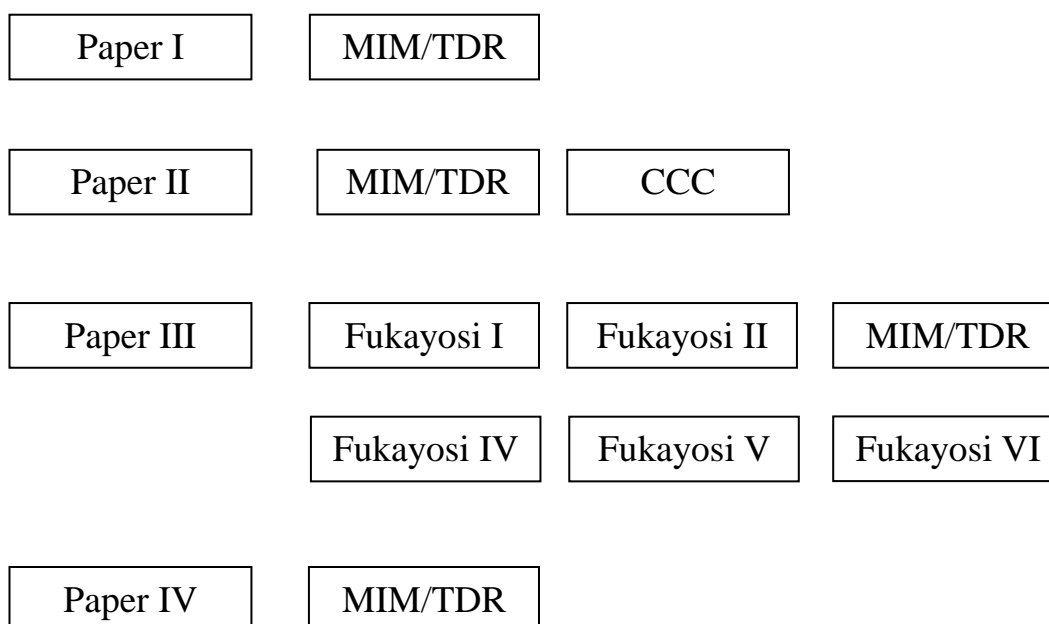 Paper I MIM/TDR
Paper II MIM/TDR CCC
Paper III Fukayosi I Fukayosi II MIM/TDR
Fukayosi IV Fukayosi V Fukayosi VI
Paper IV MIM/TDR